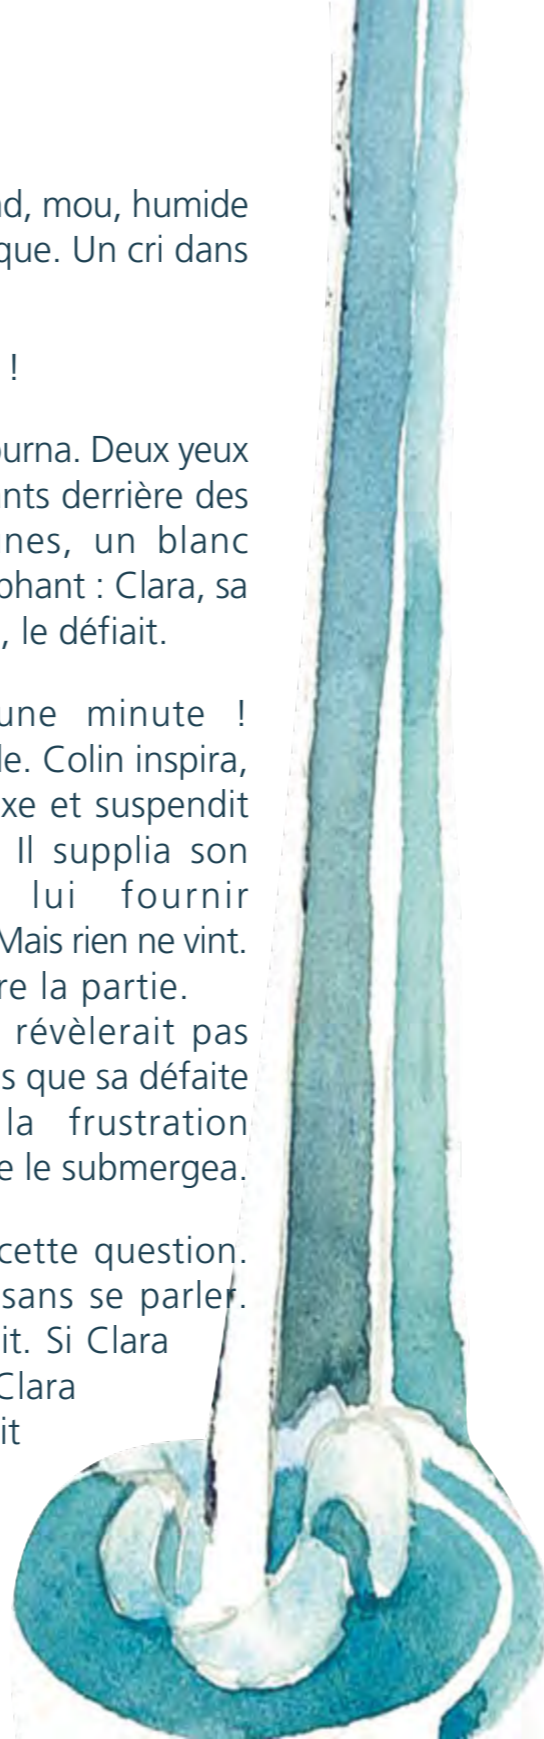 nd, mou, humide
que. Un cri dans
!
ourna. Deux yeux
nts derrière des
nes, un blanc
phant : Clara, sa
, le défiait.
une minute !
le. Colin inspira,
xe et suspendit
Il supplia son
lui fournir
Mais rien ne vint.
re la partie.
révèlerait pas
s que sa défaite
la frustration
e le submergea.
cette question.
sans se parler.
it. Si Clara
Clara
it